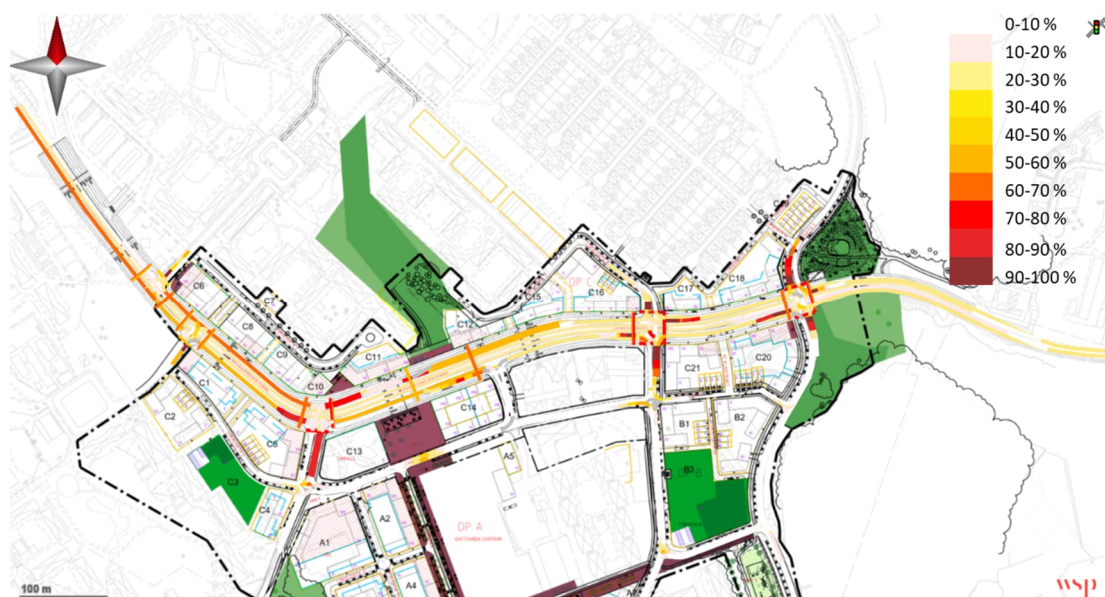 0-10 %
10-20 %
20-30 %
30-40 %
40-50 %
50-60 %
60-70 %
70-80 %
80-90 %
90-100 %
C6
C7
C8
C9
C10
C11
C12
C15
C16
C17
C18
C1
C2
C5
C3
C4
C13
C14
C20
C21
B1
B2
B3
A5
DP A
GOTTSUNDA CENTRUM
A1
A2
A4
100 m
wsp